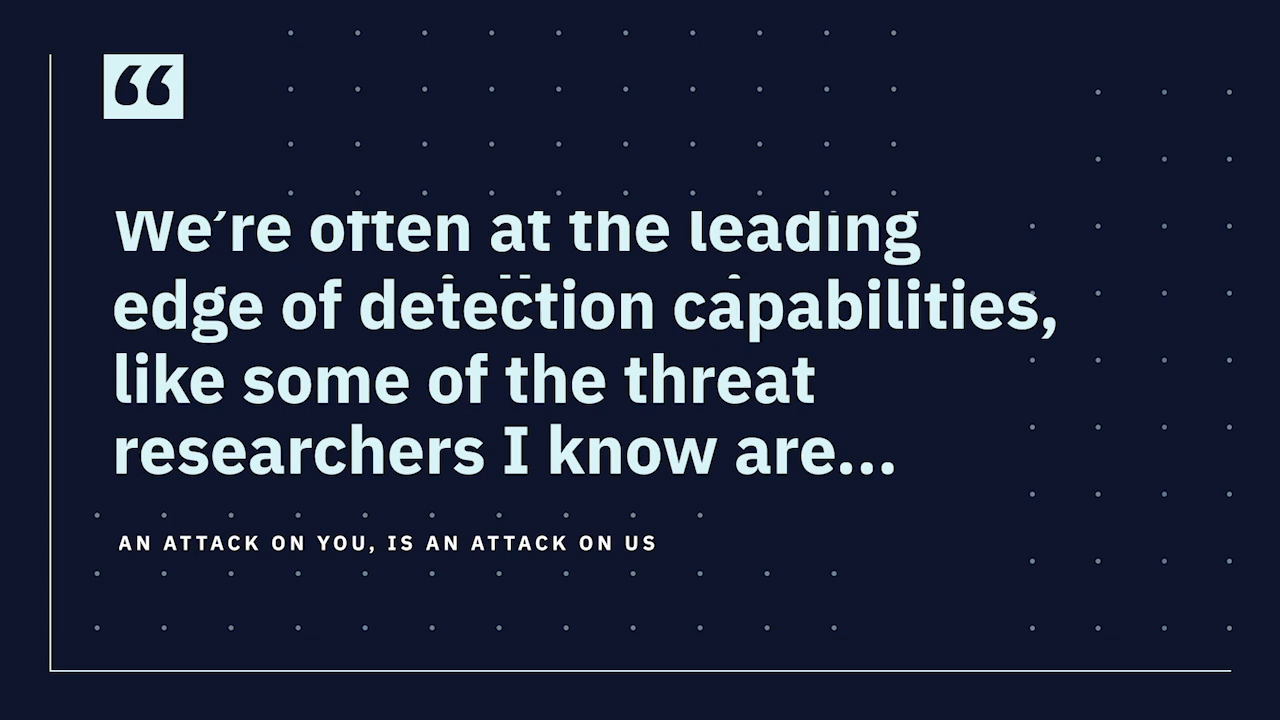 “
We’re often at the leading
edge of detection capabilities,
like some of the threat
researchers I know are...
AN ATTACK ON YOU, IS AN ATTACK ON US